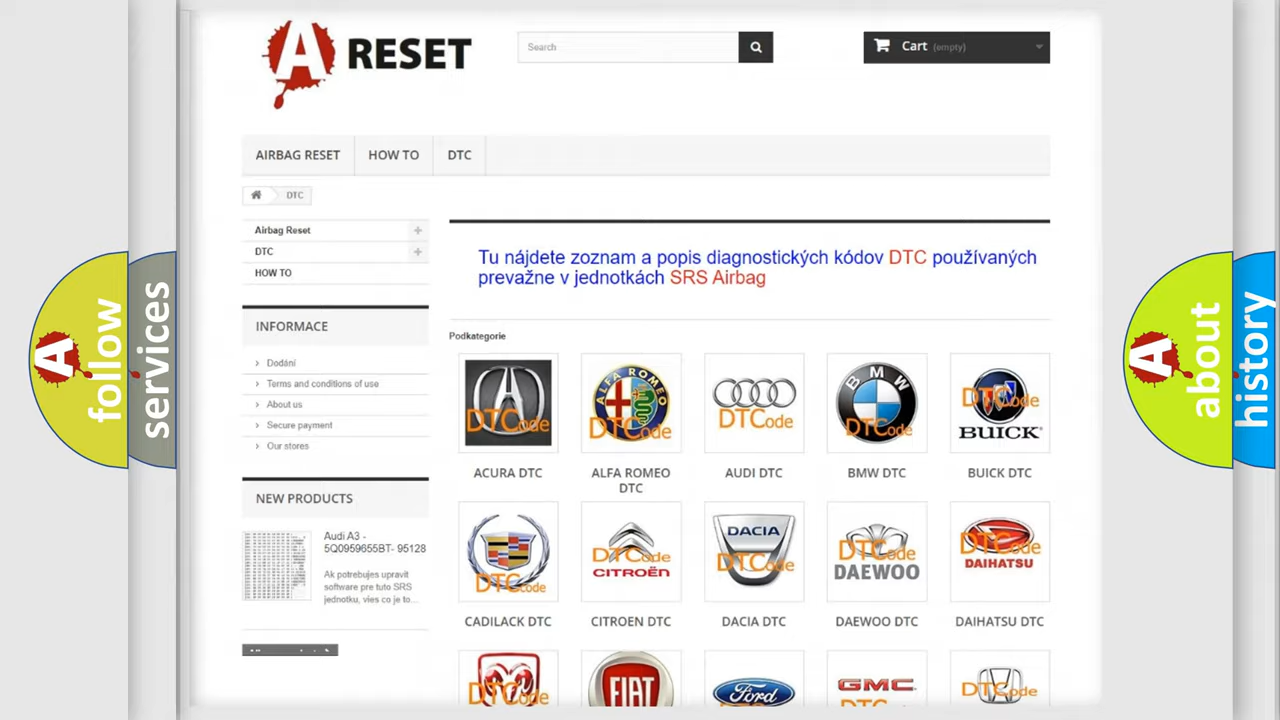 A RESET
Search
Cart (empty)
AIRBAG RESET
HOW TO
DTC
DTC
Airbag Reset
DTC
HOW TO
INFORMACE
Dodání
Terms and conditions of use
About us
Secure payment
Our stores
NEW PRODUCTS
Audi A3 -
5Q0959655BT- 95128
Ak potrebujes upravit
software pre tuto SRS
jednotku, vies co je to...
Tu nájdete zoznam a popis diagnostických kódov DTC používaných
prevažne v jednotkách SRS Airbag
Podkategorie
DTCode
ALFA ROMEO
DTCode
DTCode
BMW
DTCode
DTCode
BUICK
ACURA DTC
ALFA ROMEO
DTC
AUDI DTC
BMW DTC
BUICK DTC
DTCode
DTCode
CITROËN
DACIA
DTCode
DTCode
DAEWOO
DTCode
DAIHATSU
CADILACK DTC
CITROEN DTC
DACIA DTC
DAEWOO DTC
DAIHATSU DTC
DTCode
FIAT
Ford
GMC
DTCode
A follow
services
A about
history